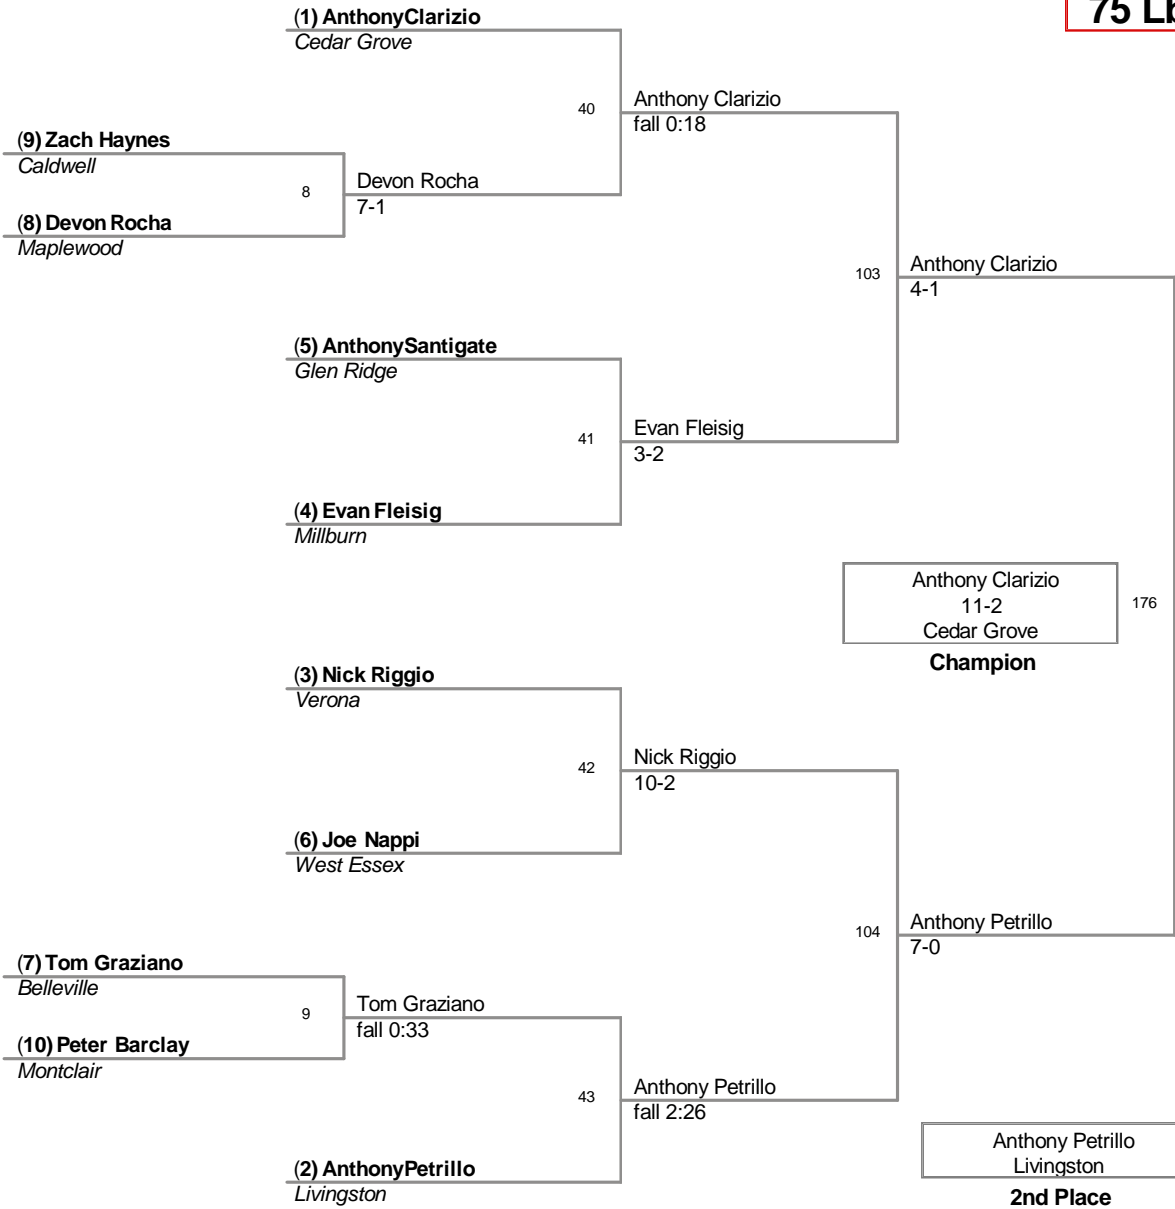 75 Lb
(1) AnthonyClarizio
Cedar Grove
40
Anthony Clarizio
fall 0:18
(9) Zach Haynes
Caldwell
8
Devon Rocha
7-1
(8) Devon Rocha
Maplewood
103
Anthony Clarizio
4-1
(5) AnthonySantigate
Glen Ridge
41
Evan Fleisig
3-2
(4) Evan Fleisig
Millburn
Anthony Clarizio
11-2
Cedar Grove
176
Champion
(3) Nick Riggio
Verona
42
Nick Riggio
10-2
(6) Joe Nappi
West Essex
104
Anthony Petrillo
7-0
(7) Tom Graziano
Belleville
9
Tom Graziano
fall 0:33
(10) Peter Barclay
Montclair
43
Anthony Petrillo
fall 2:26
(2) AnthonyPetrillo
Livingston
Anthony Petrillo
Livingston
2nd Place